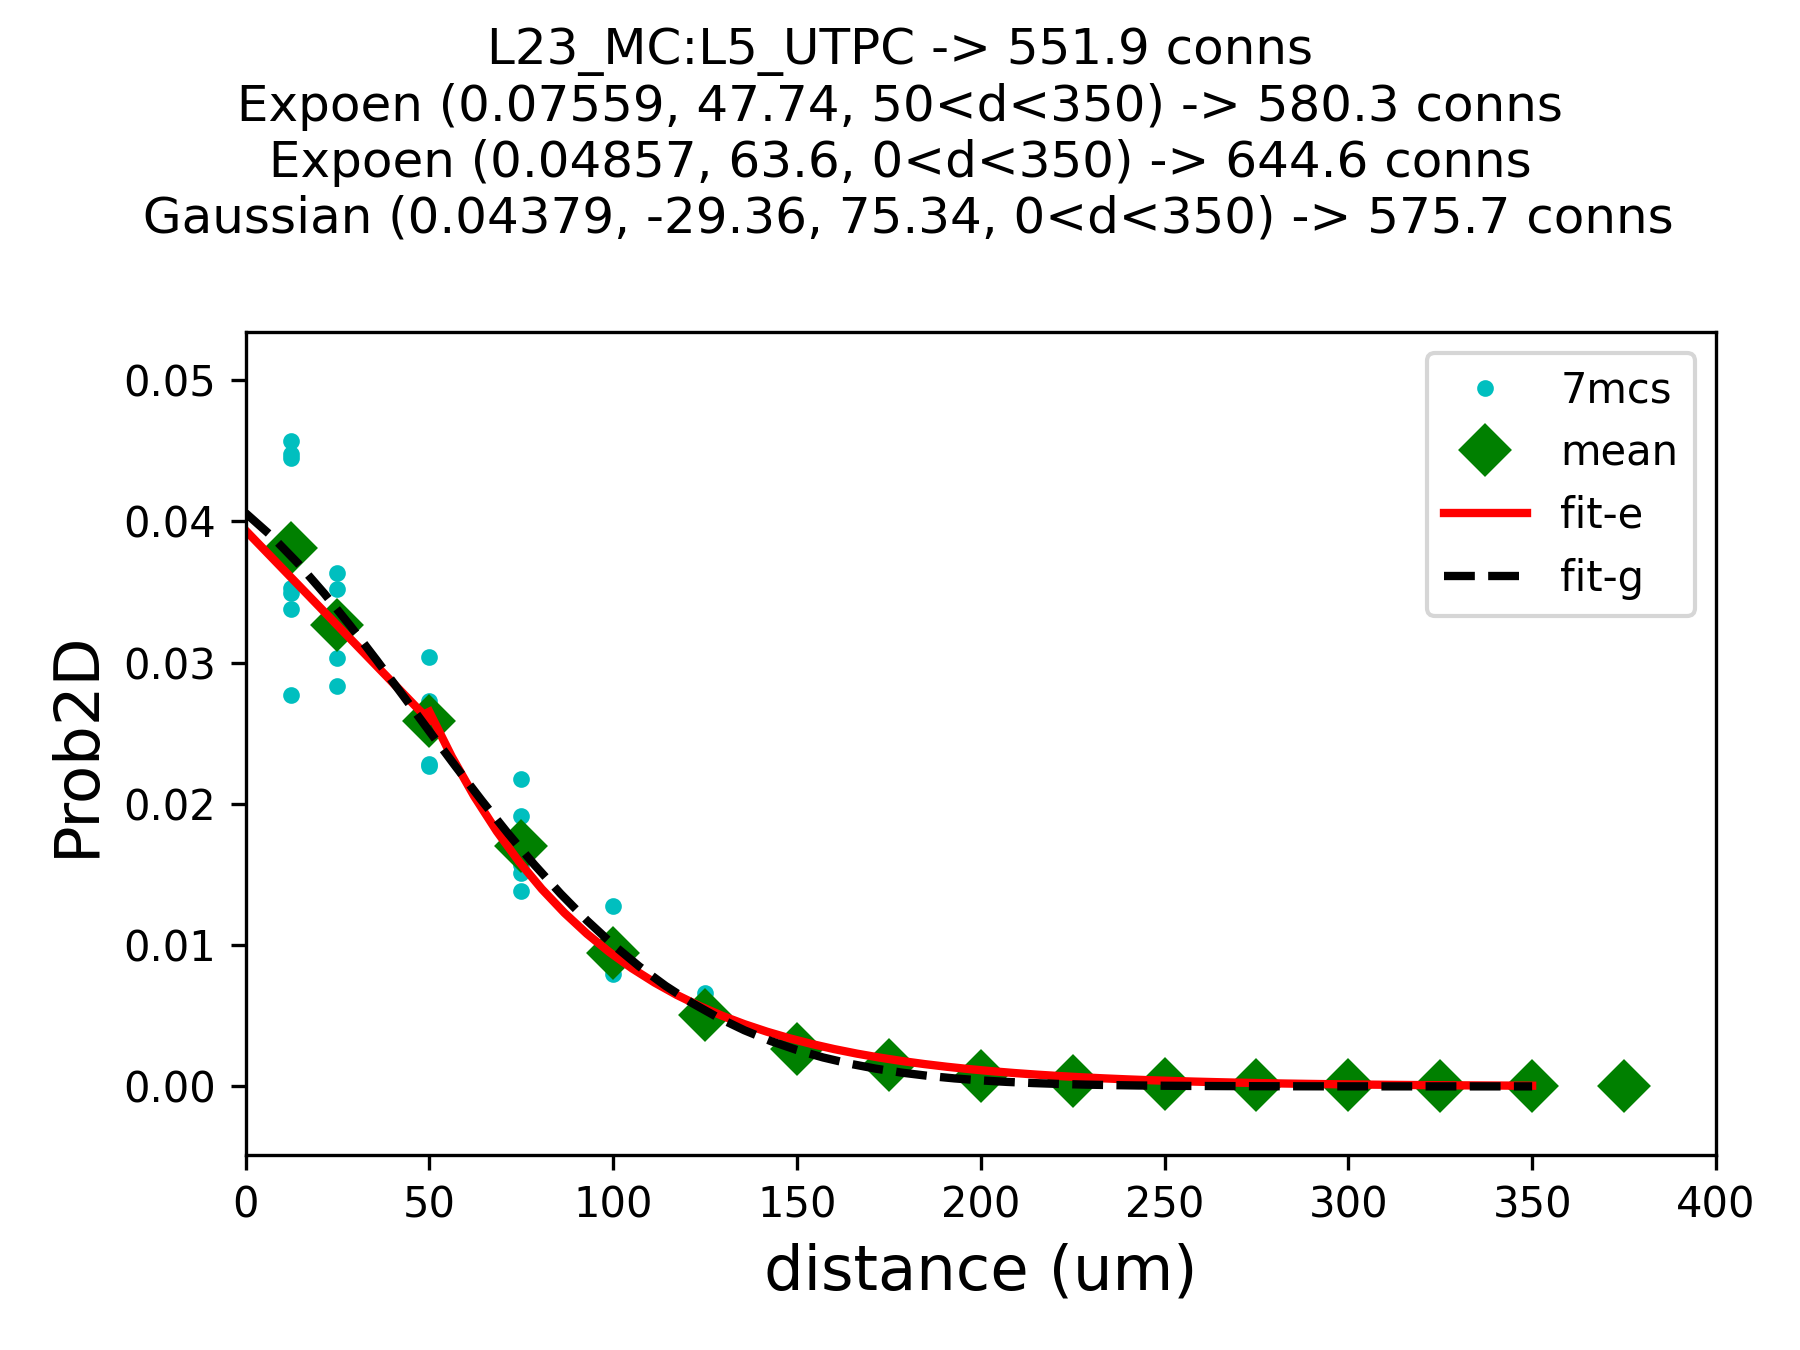 L23_MC:L5_UTPC -> 551.9 conns
Expoen (0.07559, 47.74, 50<d<350) -> 580.3 conns
Expoen (0.04857, 63.6, 0<d<350) -> 644.6 conns
Gaussian (0.04379, -29.36, 75.34, 0<d<350) -> 575.7 conns
7mcs
mean
fit-e
fit-g
Prob2D
0.05
0.04
0.03
0.02
0.01
0.00
0 50 100 150 200 250 300 350 400
distance (um)